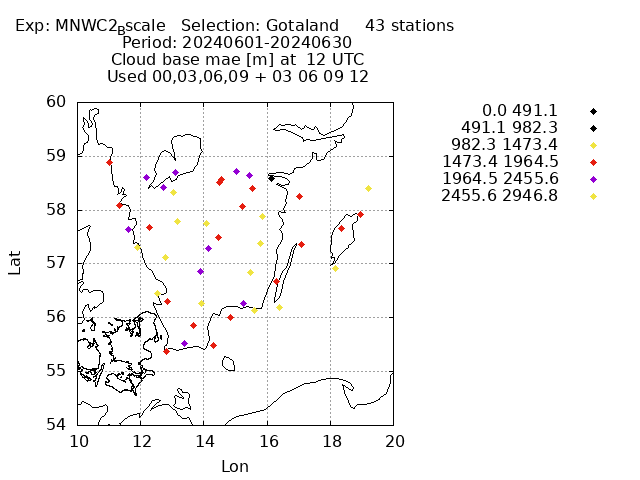 Exp: MNWC2_Bscale   Selection: Gotaland      43 stations
Period: 20240601-20240630
Cloud base mae [m] at  12 UTC
Used 00,03,06,09 + 03 06 09 12
0.0 491.1
491.1 982.3
982.3 1473.4
1473.4 1964.5
1964.5 2455.6
2455.6 2946.8
60
59
58
57
56
55
54
Lat
10 12 14 16 18 20
Lon